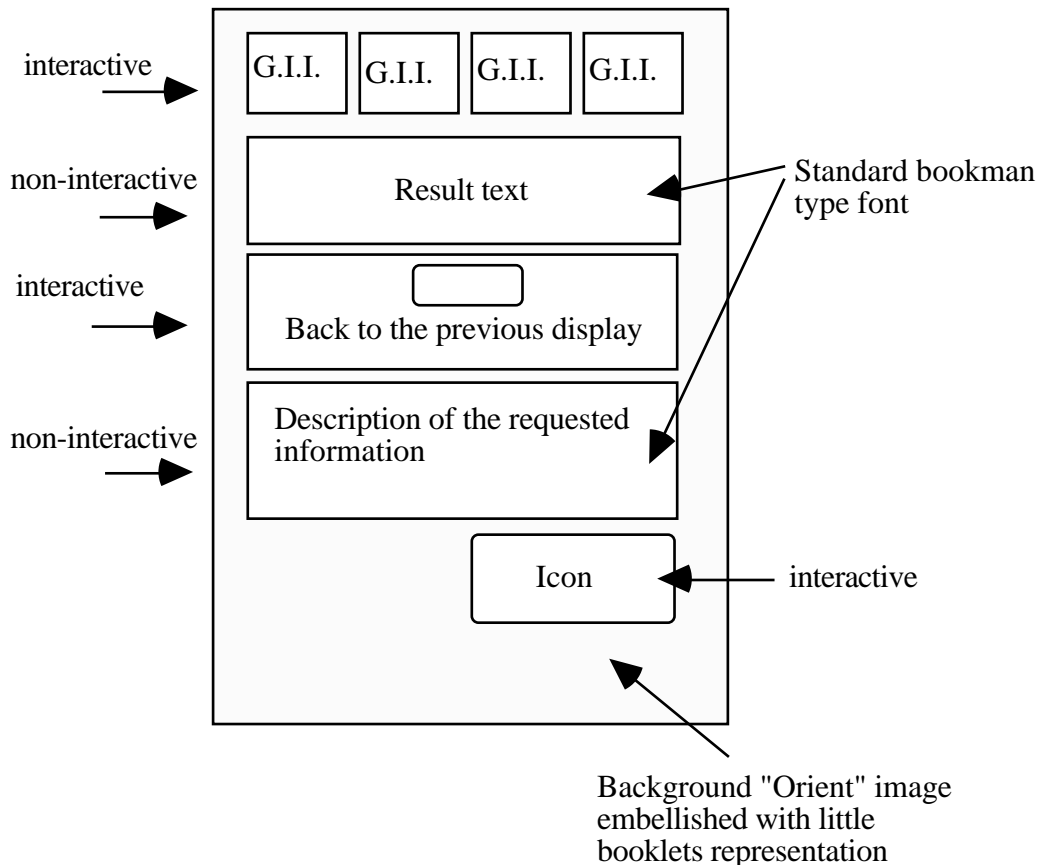 G.I.I. G.I.I. G.I.I. G.I.I.
interactive
non-interactive
Result text
Standard bookman
type font
interactive
Back to the previous display
Description of the requested
information
non-interactive
Icon
interactive
Background "Orient" image
embellished with little
booklets representation